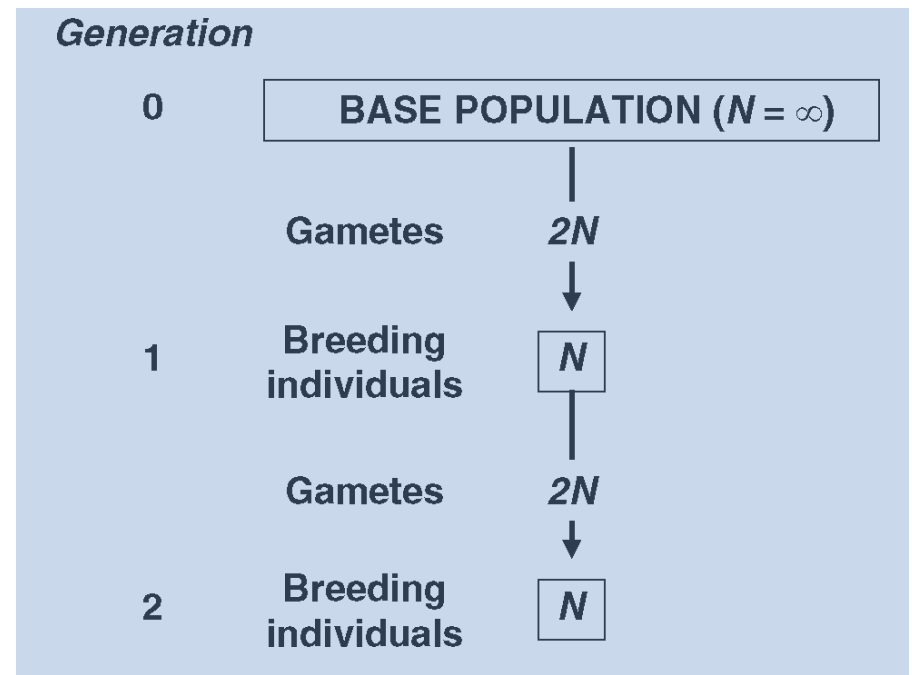 Generation
0 BASE POPULATION (N = ∞)
Gametes 2N
1 Breeding individuals N
Gametes 2N
2 Breeding individuals N